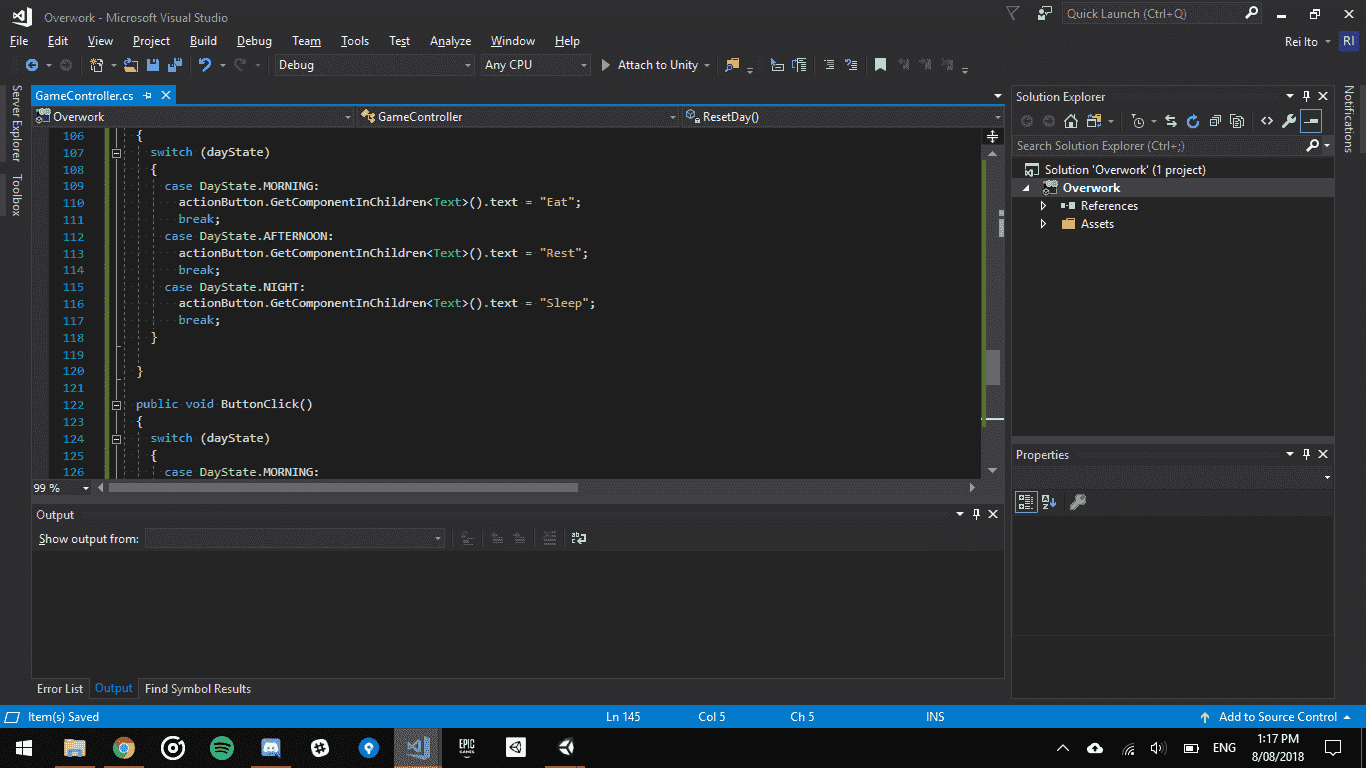 Overwork - Microsoft Visual Studio
Quick Launch (Ctrl+Q)
File Edit View Project Build Debug Team Tools Test Analyze Window Help
Rei Ito RI
Debug Any CPU Attach to Unity
Server Explorer
Toolbox
GameController.cs
Overwork GameController ResetDay()
106 {
107 switch (dayState)
108 {
109 case DayState.MORNING:
110 actionButton.GetComponentInChildren<Text>().text = "Eat";
111 break;
112 case DayState.AFTERNOON:
113 actionButton.GetComponentInChildren<Text>().text = "Rest";
114 break;
115 case DayState.NIGHT:
116 actionButton.GetComponentInChildren<Text>().text = "Sleep";
117 break;
118 }
119
120 }
121
122 public void ButtonClick()
123 {
124 switch (dayState)
125 {
126 case DayState.MORNING:
99 %
Output
Show output from:
Error List Output Find Symbol Results
Solution Explorer
Search Solution Explorer (Ctrl+;)
Solution 'Overwork' (1 project)
Overwork
References
Assets
Properties
Notifications
Item(s) Saved Ln 145 Col 5 Ch 5 INS Add to Source Control
EPIC GAMES
ENG
1:17 PM
8/08/2018